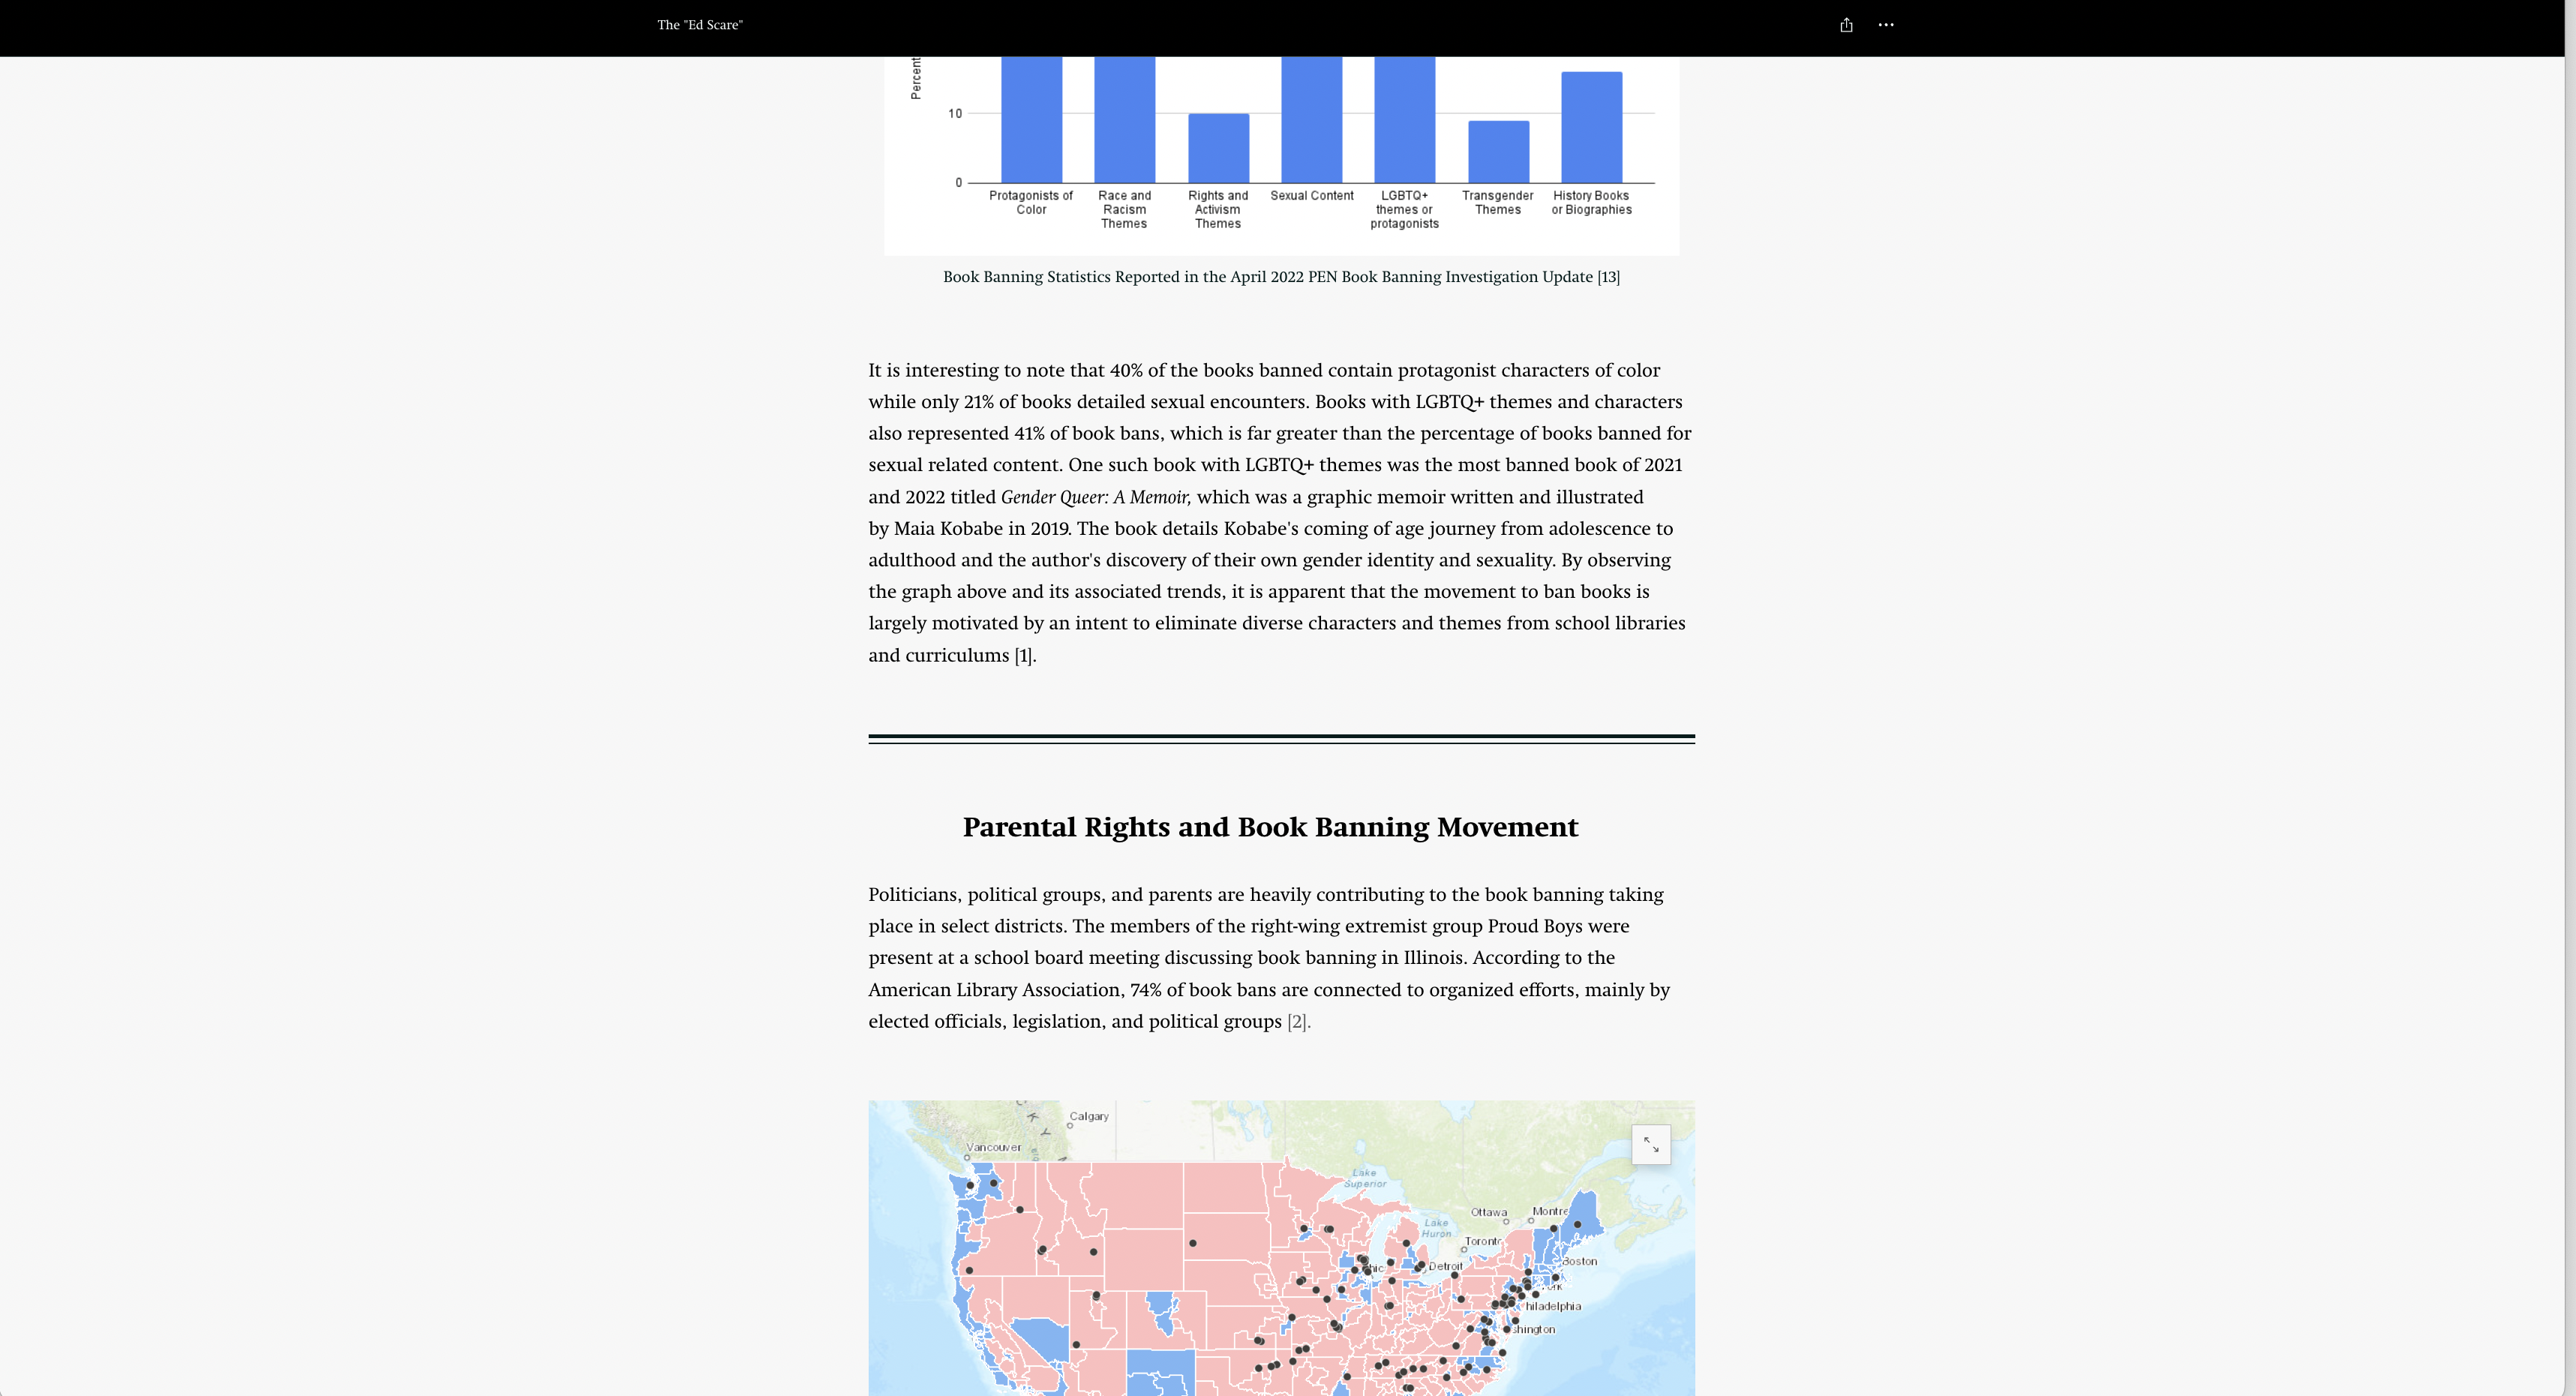 The "Ed Scare"
Percent
10
0
Protagonists of
Color
Race and
Racism
Themes
Rights and
Activism
Themes
Sexual Content
LGBTQ+
themes or
protagonists
Transgender
Themes
History Books
or Biographies
Book Banning Statistics Reported in the April 2022 PEN Book Banning Investigation Update [13]
It is interesting to note that 40% of the books banned contain protagonist characters of color
while only 21% of books detailed sexual encounters. Books with LGBTQ+ themes and characters
also represented 41% of book bans, which is far greater than the percentage of books banned for
sexual related content. One such book with LGBTQ+ themes was the most banned book of 2021
and 2022 titled Gender Queer: A Memoir, which was a graphic memoir written and illustrated
by Maia Kobabe in 2019. The book details Kobabe's coming of age journey from adolescence to
adulthood and the author's discovery of their own gender identity and sexuality. By observing
the graph above and its associated trends, it is apparent that the movement to ban books is
largely motivated by an intent to eliminate diverse characters and themes from school libraries
and curriculums [1].
Parental Rights and Book Banning Movement
Politicians, political groups, and parents are heavily contributing to the book banning taking
place in select districts. The members of the right-wing extremist group Proud Boys were
present at a school board meeting discussing book banning in Illinois. According to the
American Library Association, 74% of book bans are connected to organized efforts, mainly by
elected officials, legislation, and political groups [2].
Calgary
Vancouver
Lake
Superior
Ottawa
Montre
Lake
Huron
Toronto
Boston
hic
Detroit
hiladelphia
shington